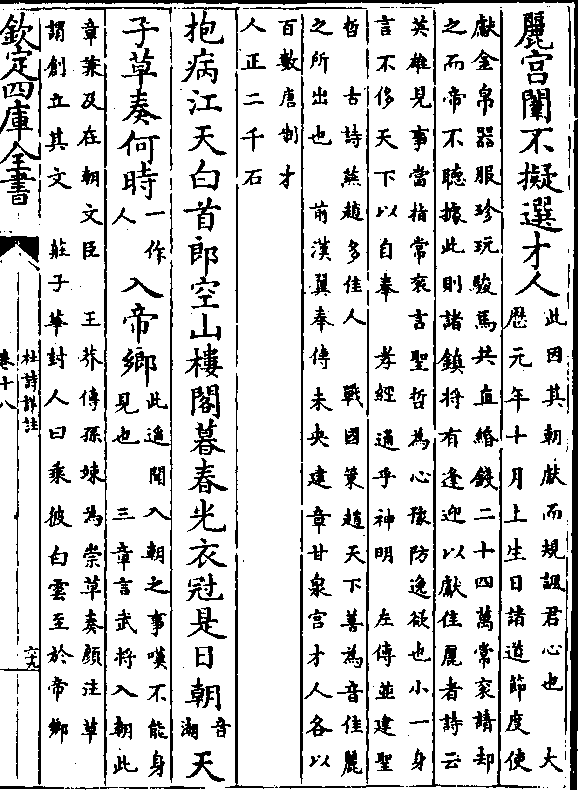 麗宫闈不擬選才人
此因其朝獻而規諷君心也　大
歴元年十月上生日諸道節度使
獻金帛器服珍玩駿馬共直緡錢二十四萬常衮請却
之而帝不聽據此則諸鎮將有逢迎以獻佳麗者詩云
英雄見事當指常衮言聖哲為心豫防逸欲也小一身
言不侈天下以自奉　孝經通乎神明　左傳並建聖
哲　古詩燕趙多佳人　戰國策趙天下善為音佳麗
之所出也　前漢翼奉傳未央建章甘泉宫才人各以
百數唐制才
人正二千石
抱病江天白首郎空山樓閣暮春光衣冠是日朝
音
潮
天
子草奏何時
一作
人
入帝鄉
此遥聞入朝之事嘆不能身
見也　三章言武将入朝此
章兼及在朝文臣　王莽傳孫竦為崇草奏顔注草
謂創立其文　莊子華封人曰乘彼白雲至於帝鄉
欽定四庫全書
杜詩詳註
卷十八